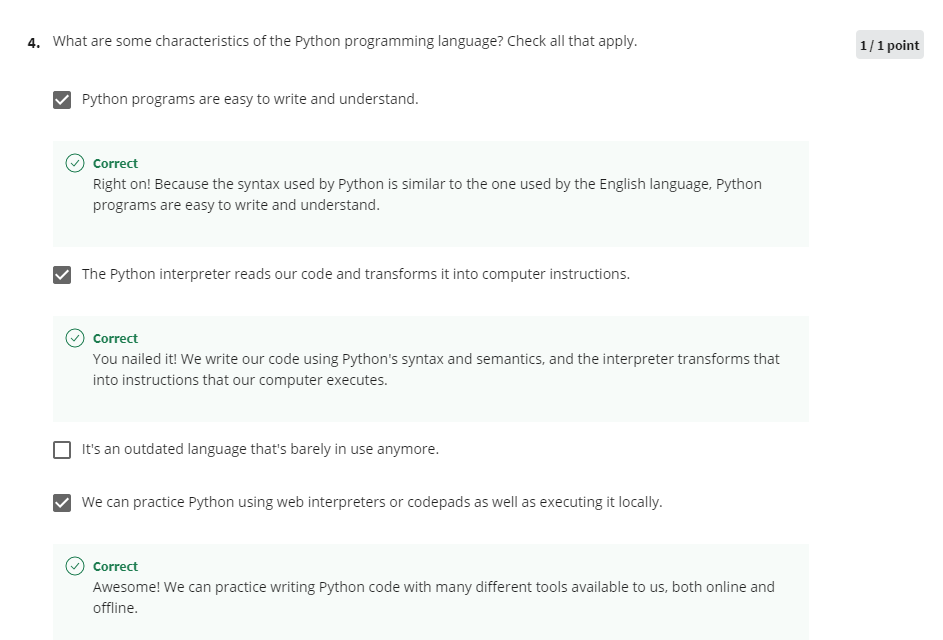 4. What are some characteristics of the Python programming language? Check all that apply.
1 / 1 point
Python programs are easy to write and understand.
Correct
Right on! Because the syntax used by Python is similar to the one used by the English language, Python
programs are easy to write and understand.
The Python interpreter reads our code and transforms it into computer instructions.
Correct
You nailed it! We write our code using Python's syntax and semantics, and the interpreter transforms that
into instructions that our computer executes.
It's an outdated language that's barely in use anymore.
We can practice Python using web interpreters or codepads as well as executing it locally.
Correct
Awesome! We can practice writing Python code with many different tools available to us, both online and
offline.